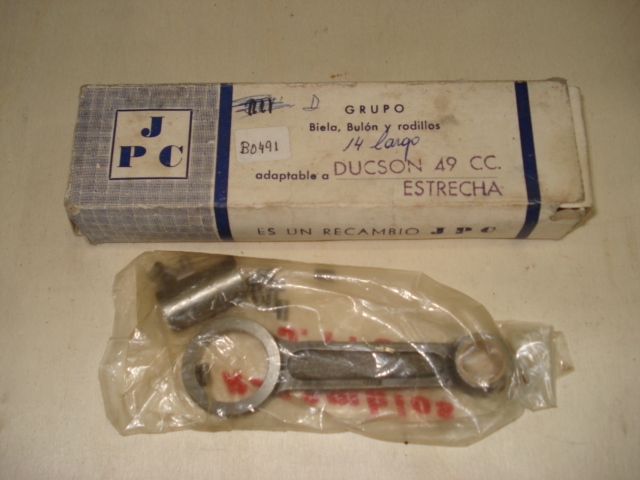 J
P C
D
GRUPO
Biela, Bulón y rodillos
B0491
14 largo
adaptable a DUCSON 49 CC.
ESTRECHA
ES UN RECAMBIO JPC